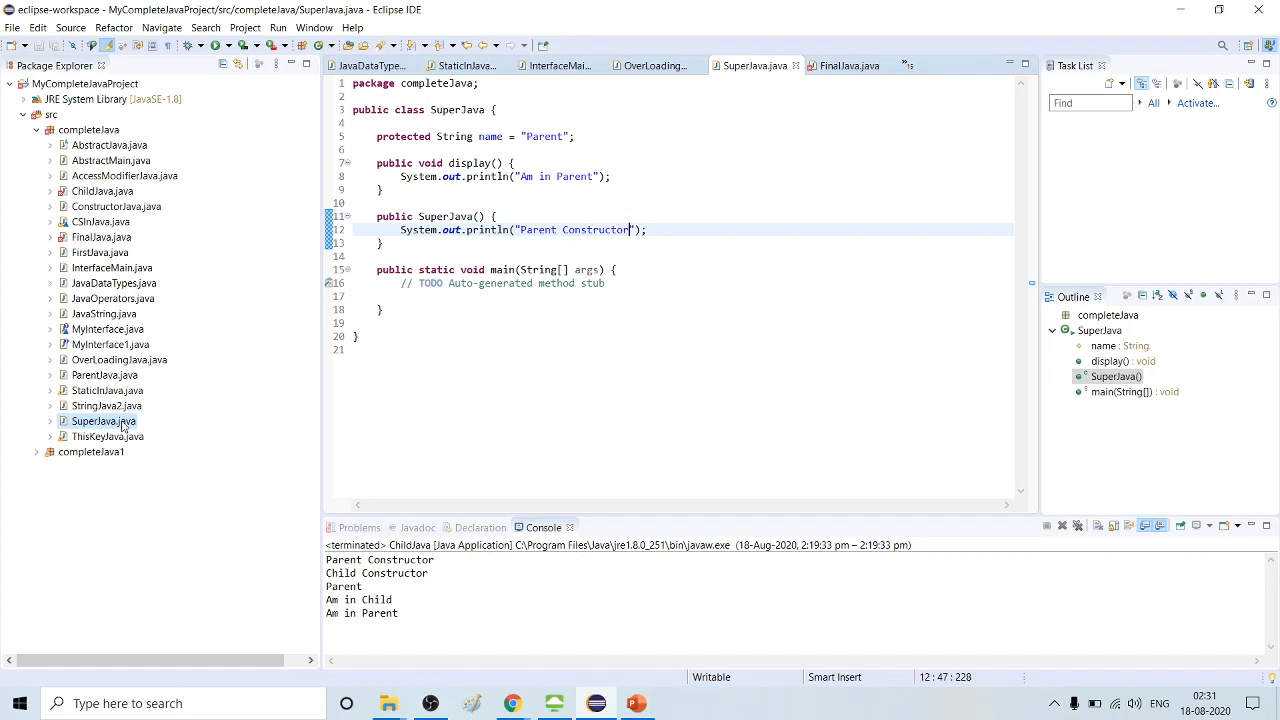 eclipse-workspace - MyCompleteJavaProject/src/completeJava/SuperJava.java - Eclipse IDE
File Edit Source Refactor Navigate Search Project Run Window Help
Package Explorer
MyCompleteJavaProject
JRE System Library [JavaSE-1.8]
src
completeJava
AbstractJava.java
AbstractMain.java
AccessModifierJava.java
ChildJava.java
ConstructorJava.java
CSInJava.java
FinalJava.java
FirstJava.java
InterfaceMain.java
JavaDataTypes.java
JavaOperators.java
JavaString.java
MyInterface.java
MyInterface1.java
OverLoadingJava.java
ParentJava.java
StaticInJava.java
StringJava2.java
SuperJava.java
ThisKeyJava.java
completeJava1
JavaDataType... StaticInJava... InterfaceMai... OverLoading... SuperJava.java FinalJava.java »15
1 package completeJava;
2
3 public class SuperJava {
4
5 protected String name = "Parent";
6
7 public void display() {
8 System.out.println("Am in Parent");
9 }
10
11 public SuperJava() {
12 System.out.println("Parent Constructor");
13 }
14
15 public static void main(String[] args) {
16 // TODO Auto-generated method stub
17
18 }
19
20 }
21
Task List
Find All Activate...
Outline
completeJava
SuperJava
name : String
display() : void
SuperJava()
main(String[]) : void
Problems Javadoc Declaration Console
<terminated> ChildJava [Java Application] C:\Program Files\Java\jre1.8.0_251\bin\javaw.exe (18-Aug-2020, 2:19:33 pm – 2:19:33 pm)
Parent Constructor
Child Constructor
Parent
Am in Child
Am in Parent
Writable Smart Insert 12 : 47 : 228
Type here to search
ENG
02:31
18-08-2020